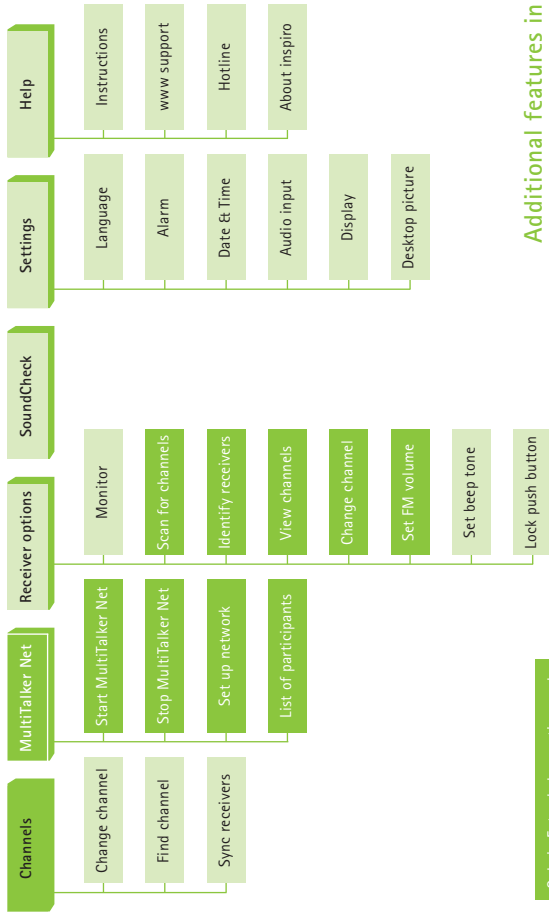 Channels
Change channel
Find channel
Sync receivers
MultiTalker Net
Start MultiTalker Net
Stop MultiTalker Net
Set up network
List of participants
Receiver options
Monitor
Scan for channels
Identify receivers
View channels
Change channel
Set FM volume
Set beep tone
Lock push button
SoundCheck
Settings
Language
Alarm
Date & Time
Audio input
Display
Desktop picture
Help
Instructions
www support
Hotline
About inspiro
Additional features in